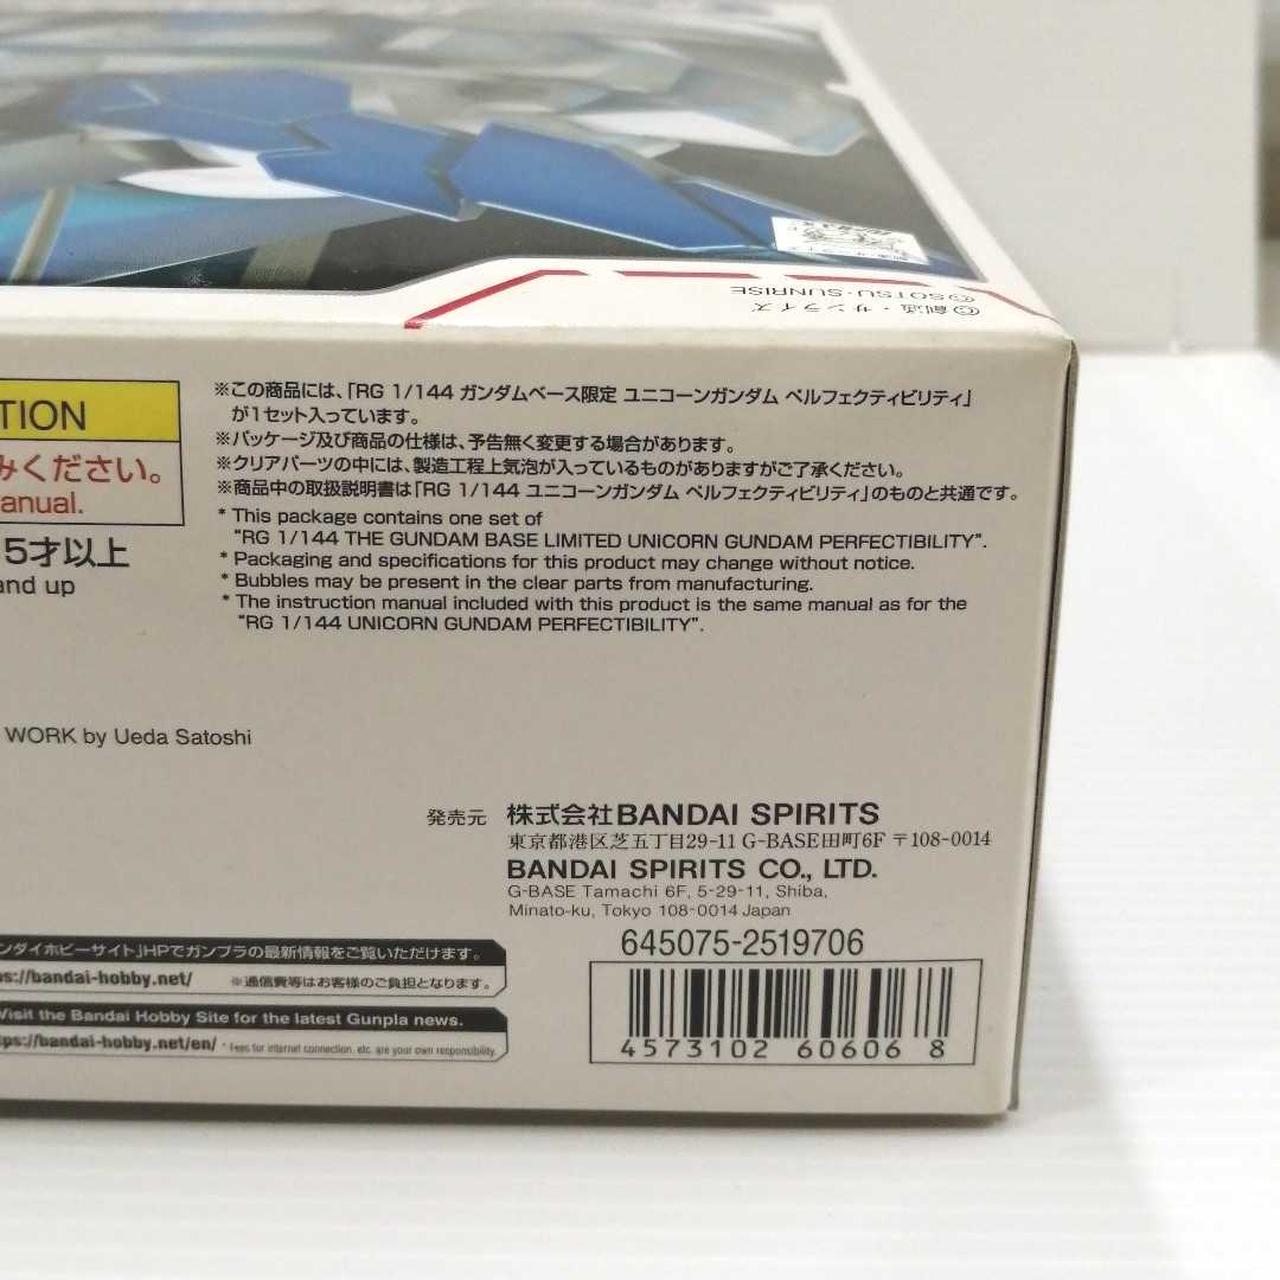 ©創通・サンライズ
©SOTSU・SUNRISE
TION
みください。
anual.
5才以上
and up
※この商品には、「RG 1/144 ガンダムベース限定 ユニコーンガンダム ペルフェクティビリティ」
が1セット入っています。
※パッケージ及び商品の仕様は、予告無く変更する場合があります。
※クリアパーツの中には、製造工程上気泡が入っているものがありますがご了承ください。
※商品中の取扱説明書は「RG 1/144 ユニコーンガンダム ペルフェクティビリティ」のものと共通です。
* This package contains one set of
"RG 1/144 THE GUNDAM BASE LIMITED UNICORN GUNDAM PERFECTIBILITY".
* Packaging and specifications for this product may change without notice.
* Bubbles may be present in the clear parts from manufacturing.
* The instruction manual included with this product is the same manual as for the
"RG 1/144 UNICORN GUNDAM PERFECTIBILITY".
WORK by Ueda Satoshi
発売元 株式会社BANDAI SPIRITS
東京都港区芝五丁目29-11 G-BASE田町6F 〒108-0014
BANDAI SPIRITS CO., LTD.
G-BASE Tamachi 6F, 5-29-11, Shiba,
Minato-ku, Tokyo 108-0014 Japan
645075-2519706
4573102 606068
ンダイホビーサイト」HPでガンプラの最新情報をご覧いただけます。
ps://bandai-hobby.net/ ※通信費等はお客様のご負担となります。
Visit the Bandai Hobby Site for the latest Gunpla news.
tps://bandai-hobby.net/en/ * Fees for internet connection, etc. are your own responsibility.